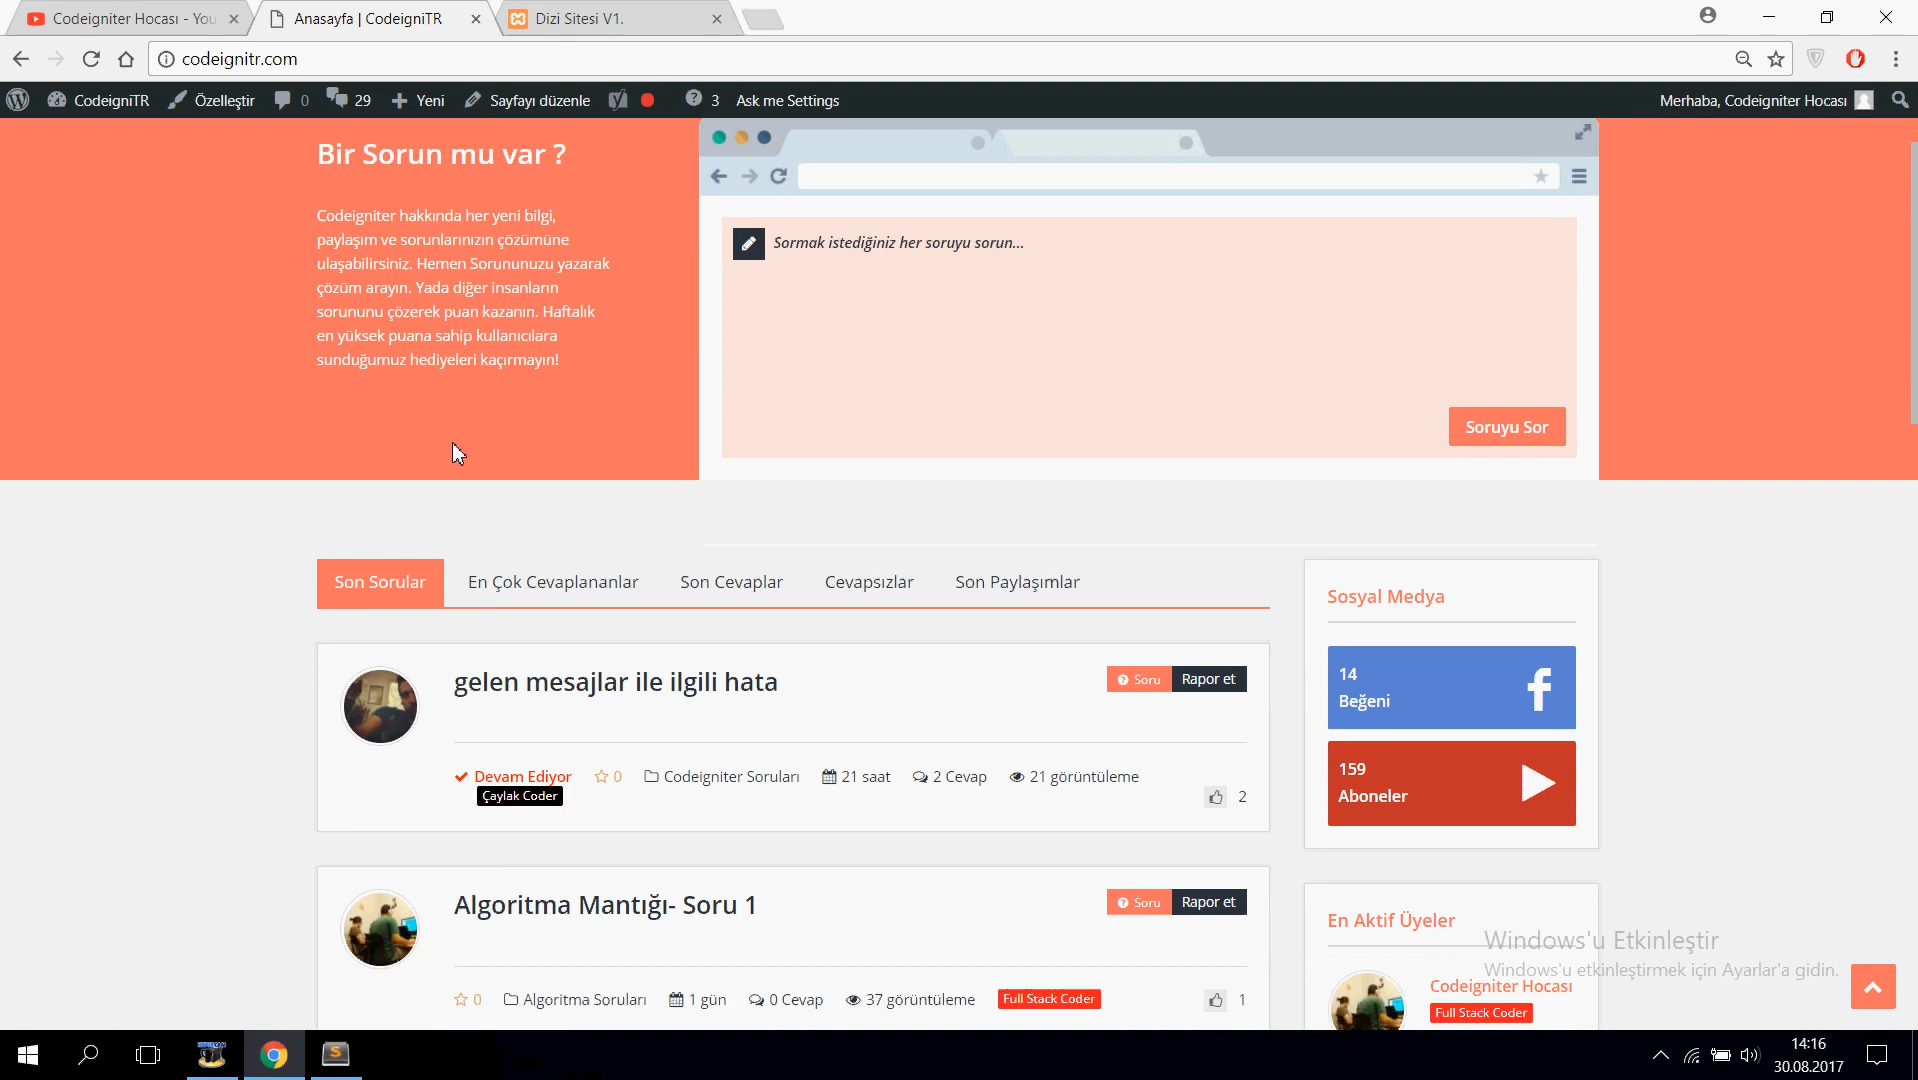 Codeigniter Hocası - You
Anasayfa | CodeigniTR
Dizi Sitesi V1.
codeignitr.com
CodeigniTR
Özelleştir
0
29
Yeni
Sayfayı düzenle
3
Ask me Settings
Merhaba, Codeigniter Hocası
Bir Sorun mu var ?
Codeigniter hakkında her yeni bilgi,
paylaşım ve sorunlarınızın çözümüne
ulaşabilirsiniz. Hemen Sorununuzu yazarak
çözüm arayın. Yada diğer insanların
sorununu çözerek puan kazanın. Haftalık
en yüksek puana sahip kullanıcılara
sunduğumuz hediyeleri kaçırmayın!
Sormak istediğiniz her soruyu sorun...
Soruyu Sor
Son Sorular
En Çok Cevaplananlar
Son Cevaplar
Cevapsızlar
Son Paylaşımlar
gelen mesajlar ile ilgili hata
Soru
Rapor et
Devam Ediyor
0
Codeigniter Soruları
21 saat
2 Cevap
21 görüntüleme
Çaylak Coder
2
Algoritma Mantığı- Soru 1
Soru
Rapor et
0
Algoritma Soruları
1 gün
0 Cevap
37 görüntüleme
Full Stack Coder
1
Sosyal Medya
14
Beğeni
159
Aboneler
En Aktif Üyeler
Codeigniter Hocası
Full Stack Coder
Windows'u Etkinleştir
Windows'u etkinleştirmek için Ayarlar'a gidin.
14:16
30.08.2017